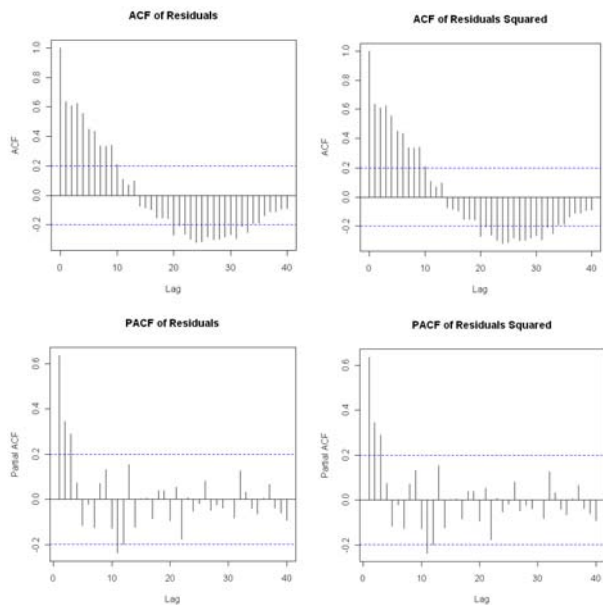 ACF of Residuals
ACF
1.0
0.8
0.6
0.4
0.2
0.0
-0.2
0 10 20 30 40
Lag
ACF of Residuals Squared
ACF
1.0
0.8
0.6
0.4
0.2
0.0
-0.2
0 10 20 30 40
Lag
PACF of Residuals
Partial ACF
0.6
0.4
0.2
0.0
-0.2
0 10 20 30 40
Lag
PACF of Residuals Squared
Partial ACF
0.6
0.4
0.2
0.0
-0.2
0 10 20 30 40
Lag